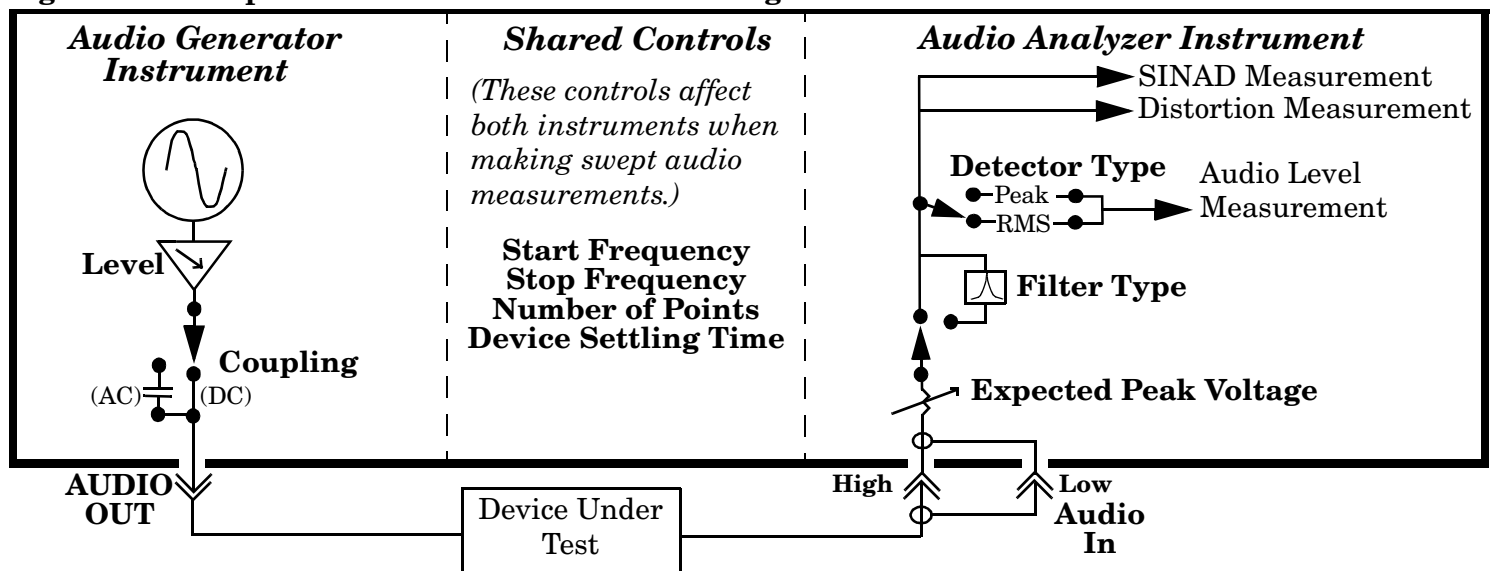 Audio Generator
Instrument
Level
Coupling
(AC)
(DC)
AUDIO
OUT
Shared Controls
(These controls affect
both instruments when
making swept audio
measurements.)
Start Frequency
Stop Frequency
Number of Points
Device Settling Time
Device Under
Test
Audio Analyzer Instrument
SINAD Measurement
Distortion Measurement
Detector Type
Peak
RMS
Audio Level
Measurement
Filter Type
Expected Peak Voltage
High
Low
Audio
In